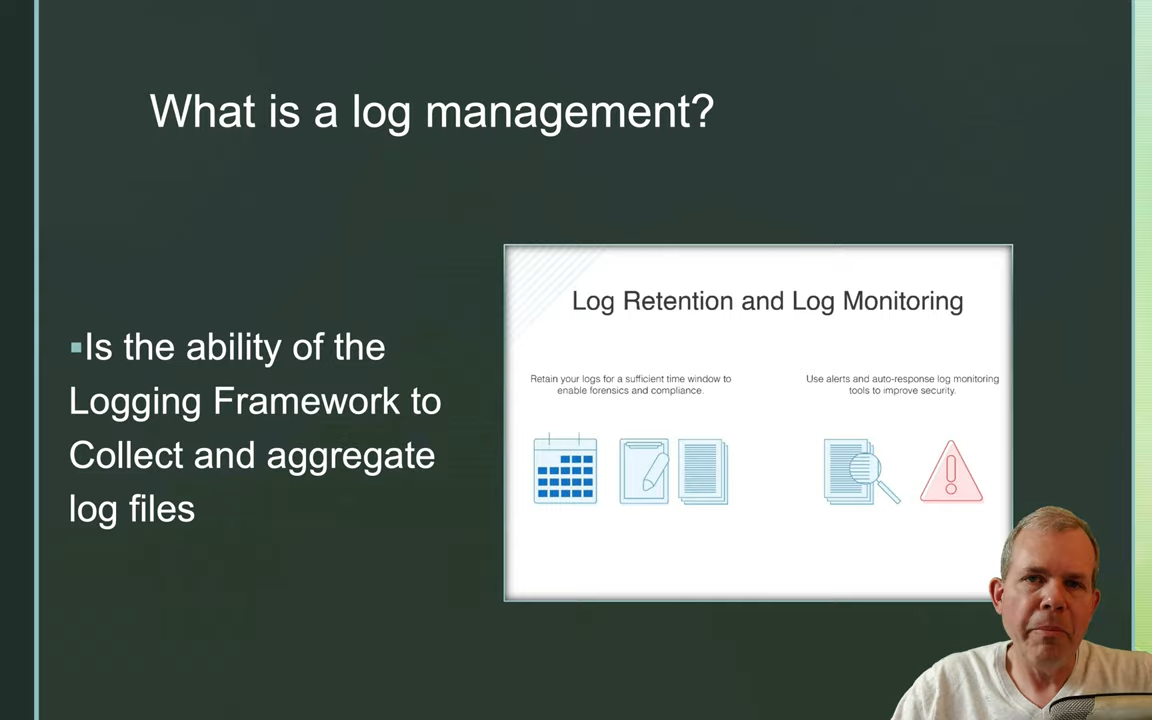 What is a log management?
▪Is the ability of the
Logging Framework to
Collect and aggregate
log files
Log Retention and Log Monitoring
Retain your logs for a sufficient time window to
enable forensics and compliance.
Use alerts and auto-response log monitoring
tools to improve security.